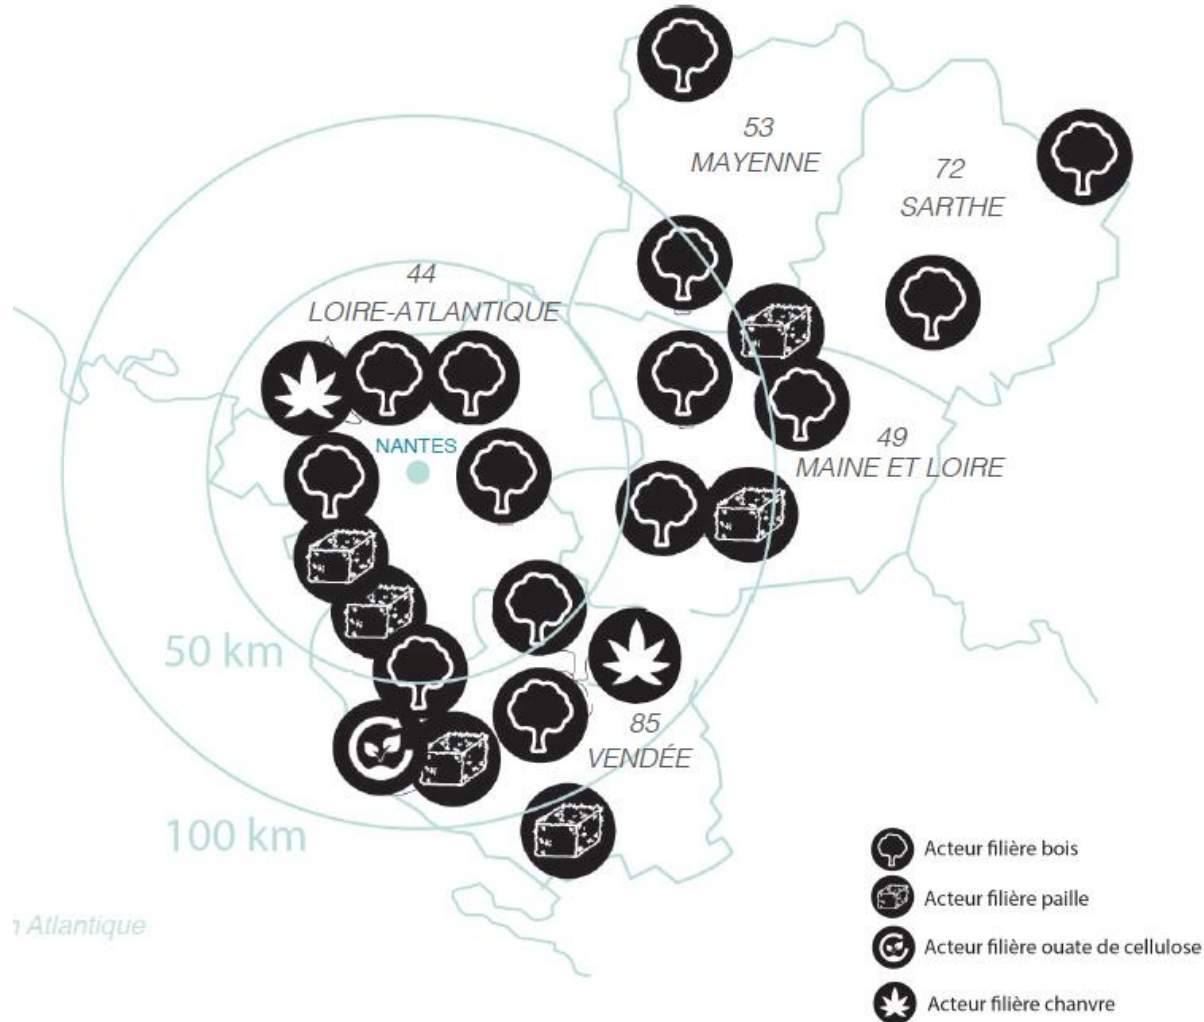 53
MAYENNE
72
SARTHE
44
LOIRE-ATLANTIQUE
NANTES
49
MAINE ET LOIRE
50 km
85
VENDÉE
100 km
n Atlantique
Acteur filière bois
Acteur filière paille
Acteur filière ouate de cellulose
Acteur filière chanvre